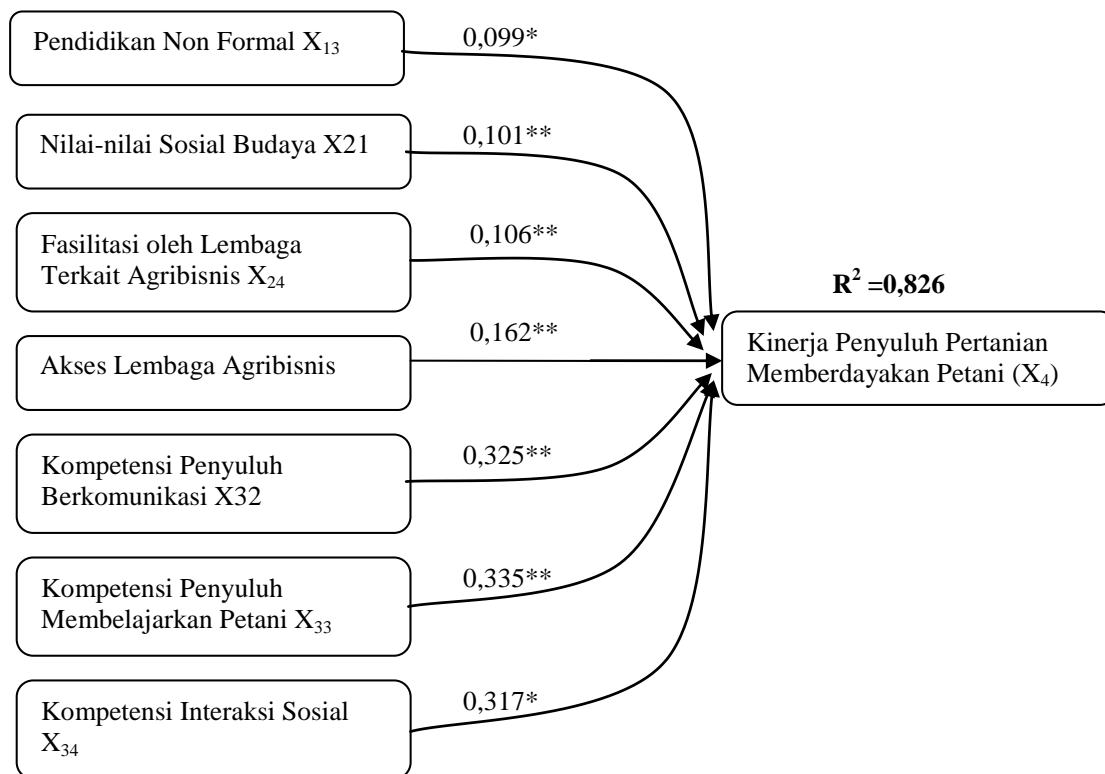 Pendidikan Non Formal X₁₃
0,099*
Nilai-nilai Sosial Budaya X21
0,101**
Fasilitasi oleh Lembaga
Terkait Agribisnis X₂₄
0,106**
Akses Lembaga Agribisnis
0,162**
Kompetensi Penyuluh
Berkomunikasi X32
0,325**
Kompetensi Penyuluh
Membelajarkan Petani X₃₃
0,335**
Kompetensi Interaksi Sosial
X₃₄
0,317*
R² =0,826
Kinerja Penyuluh Pertanian
Memberdayakan Petani (X₄)